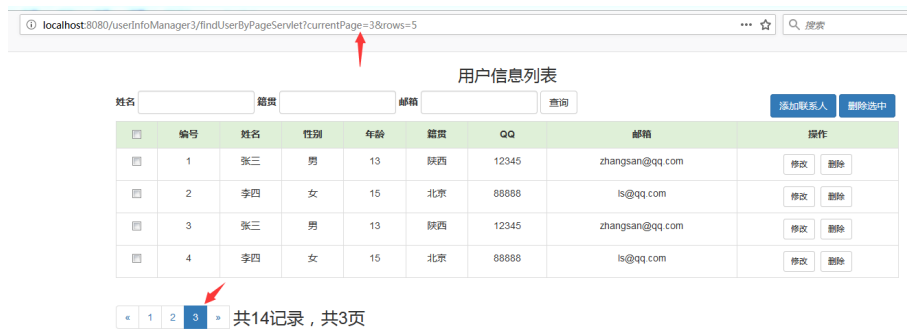 localhost:8080/userInfoManager3/findUserByPageServlet?currentPage=3&rows=5 ••• 搜索
用户信息列表
姓名 籍贯 邮箱 查询 添加联系人 删除选中
编号 姓名 性别 年龄 籍贯 QQ 邮箱 操作
1 张三 男 13 陕西 12345 zhangsan@qq.com 修改 删除
2 李四 女 15 北京 88888 ls@qq.com 修改 删除
3 张三 男 13 陕西 12345 zhangsan@qq.com 修改 删除
4 李四 女 15 北京 88888 ls@qq.com 修改 删除
« 1 2 3 » 共14记录，共3页